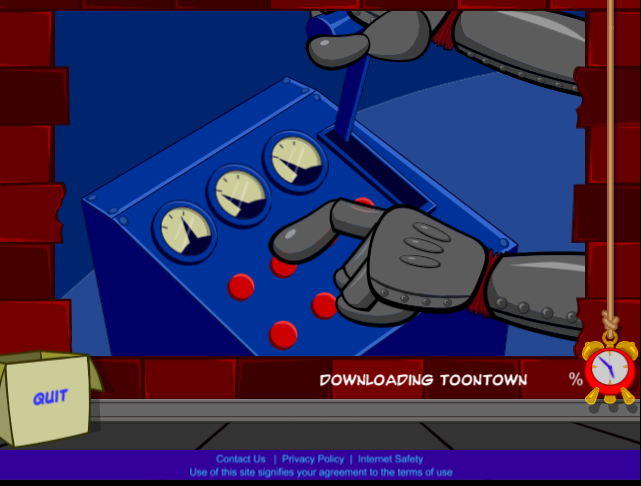 DOWNLOADING TOONTOWN %
QUIT
Contact Us | Privacy Policy | Internet Safety
Use of this site signifies your agreement to the terms of use